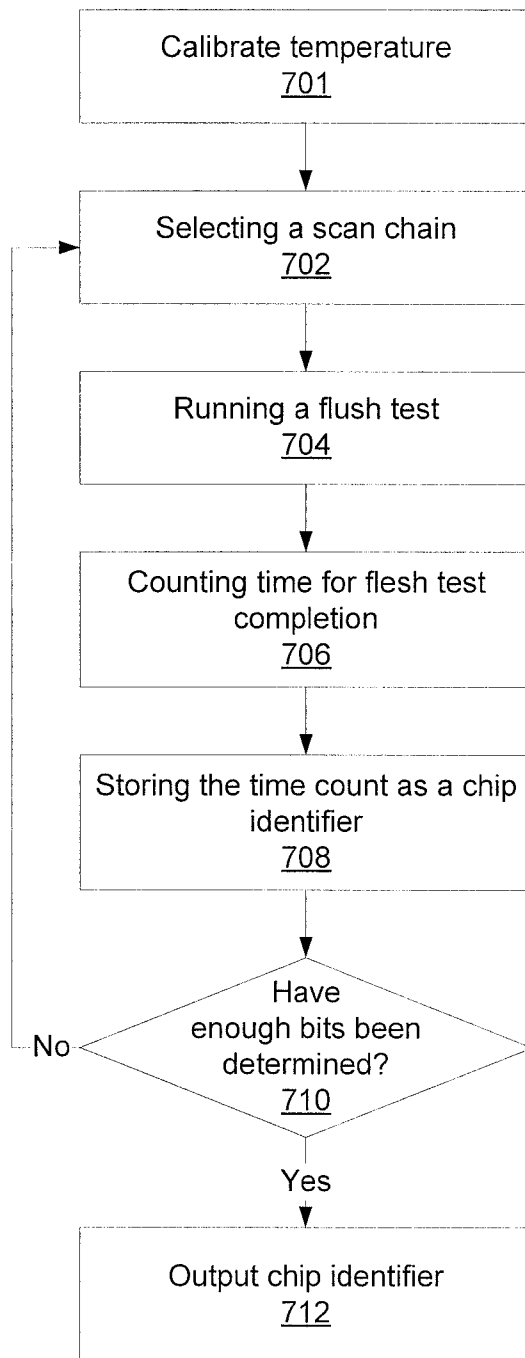 Calibrate temperature
701
Selecting a scan chain
702
Running a flush test
704
Counting time for flesh test
completion
706
Storing the time count as a chip
identifier
708
Have
enough bits been
determined?
710
No
Yes
Output chip identifier
712